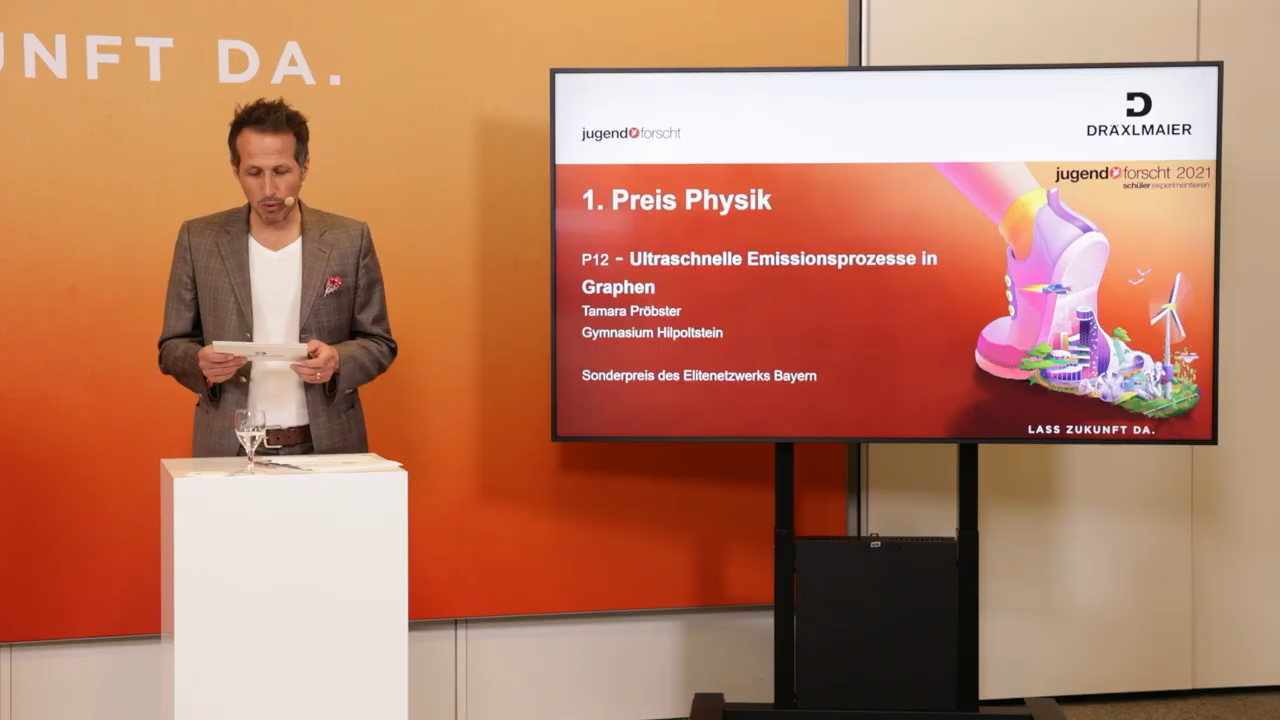 UNFT DA.
jugend forscht
DRÄXLMAIER
jugend forscht 2021
schüler experimentieren
1. Preis Physik
P12 - Ultraschnelle Emissionsprozesse in
Graphen
Tamara Pröbster
Gymnasium Hilpoltstein
Sonderpreis des Elitenetzwerks Bayern
LASS ZUKUNFT DA.